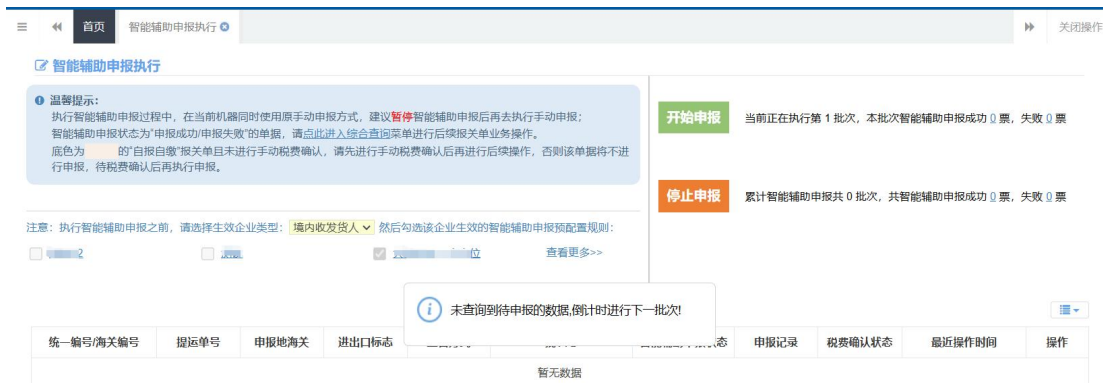 首页
智能辅助申报执行
关闭操作
智能辅助申报执行
温馨提示：
执行智能辅助申报过程中，在当前机器同时使用原手动申报方式，建议暂停智能辅助申报后再去执行手动申报；
智能辅助申报状态为"申报成功/申报失败"的单据，请点此进入综合查询菜单进行后续报关单业务操作。
底色为 的"自报自缴"报关单且未进行手动税费确认，请先进行手动税费确认后再进行后续操作，否则该单据将不进
行申报，待税费确认后再执行申报。
开始申报
当前正在执行第 1 批次，本批次智能辅助申报成功 0 票，失败 0 票
停止申报
累计智能辅助申报共 0 批次，共智能辅助申报成功 0 票，失败 0 票
注意：执行智能辅助申报之前，请选择生效企业类型： 境内收发货人 然后勾选该企业生效的智能辅助申报预配置规则：
2
位
查看更多>>
未查询到待申报的数据,倒计时进行下一批次!
统一编号/海关编号 提运单号 申报地海关 进出口标志 申报记录 税费确认状态 最近操作时间 操作
暂无数据